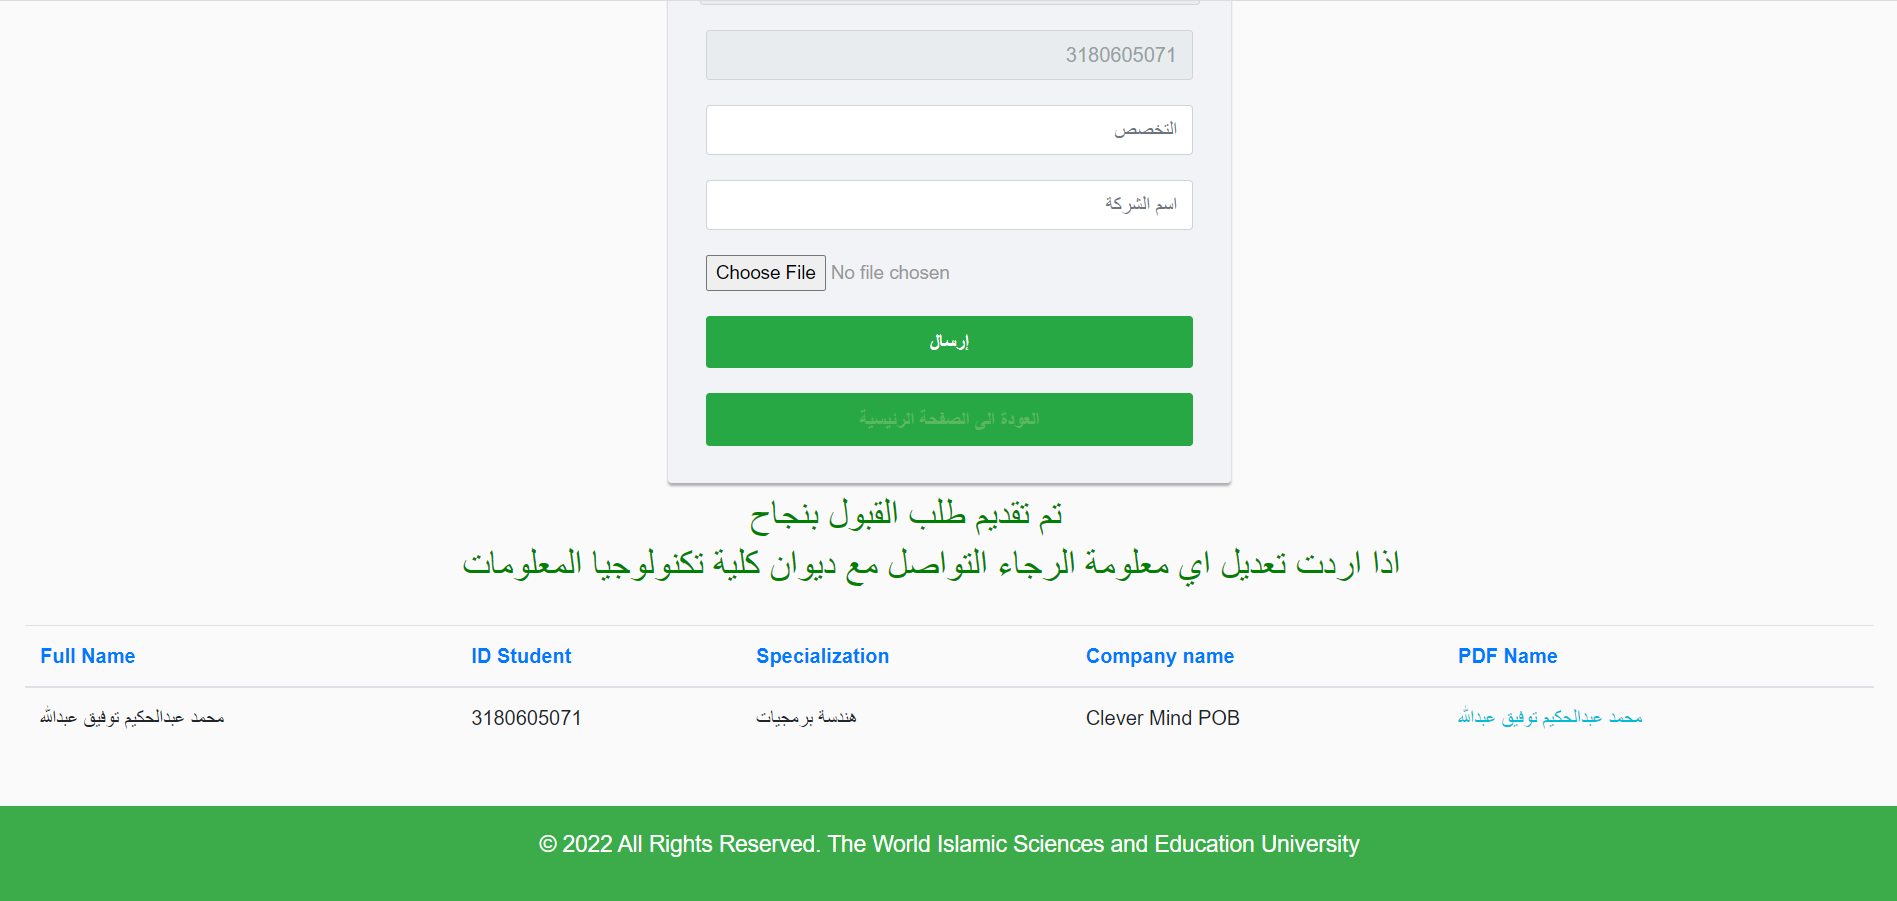 3180605071
التخصص
اسم الشركة
Choose File No file chosen
إرسال
العودة الى الصفحة الرئيسية
تم تقديم طلب القبول بنجاح
اذا اردت تعديل اي معلومة الرجاء التواصل مع ديوان كلية تكنولوجيا المعلومات
Full Name ID Student Specialization Company name PDF Name
محمد عبدالحكيم توفيق عبدالله 3180605071 هندسة برمجيات Clever Mind POB محمد عبدالحكيم توفيق عبدالله
© 2022 All Rights Reserved. The World Islamic Sciences and Education University